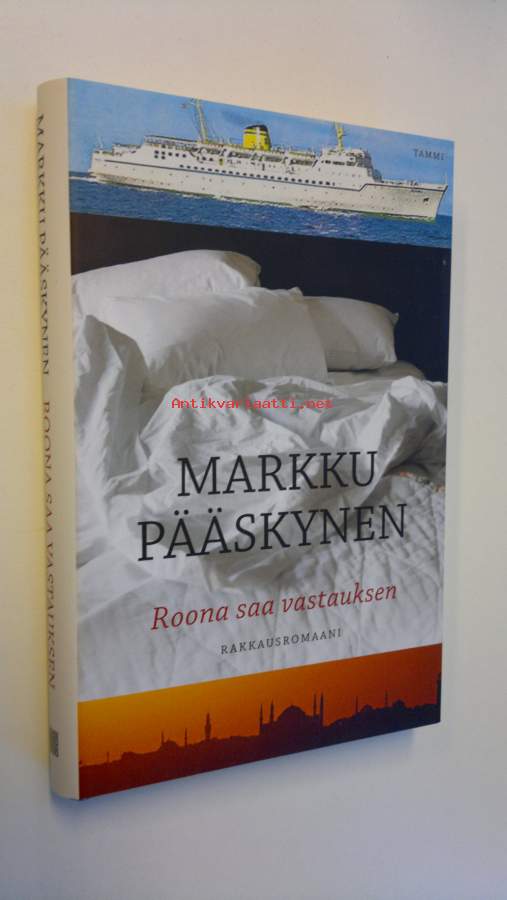 TAMMI
Antikvariaatti.net
MARKKU
PÄÄSKYNEN
Roona saa vastauksen
RAKKAUSROMAANI
MARKKU PÄÄSKYNEN ROONA SAA VASTAUKSEN